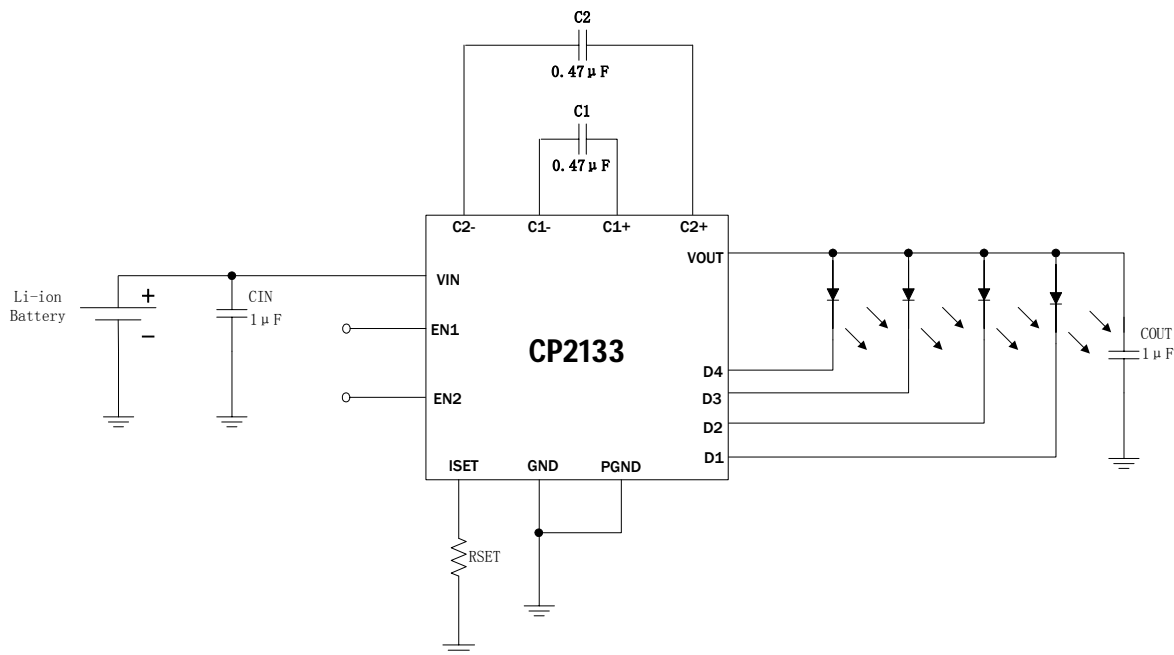 C2
0.47μF
C1
0.47μF
C2- C1- C1+ C2+
VOUT
VIN
Li-ion
Battery
+
−
CIN
1μF
EN1
CP2133
COUT
1μF
D4
EN2
D3
D2
D1
ISET GND PGND
RSET